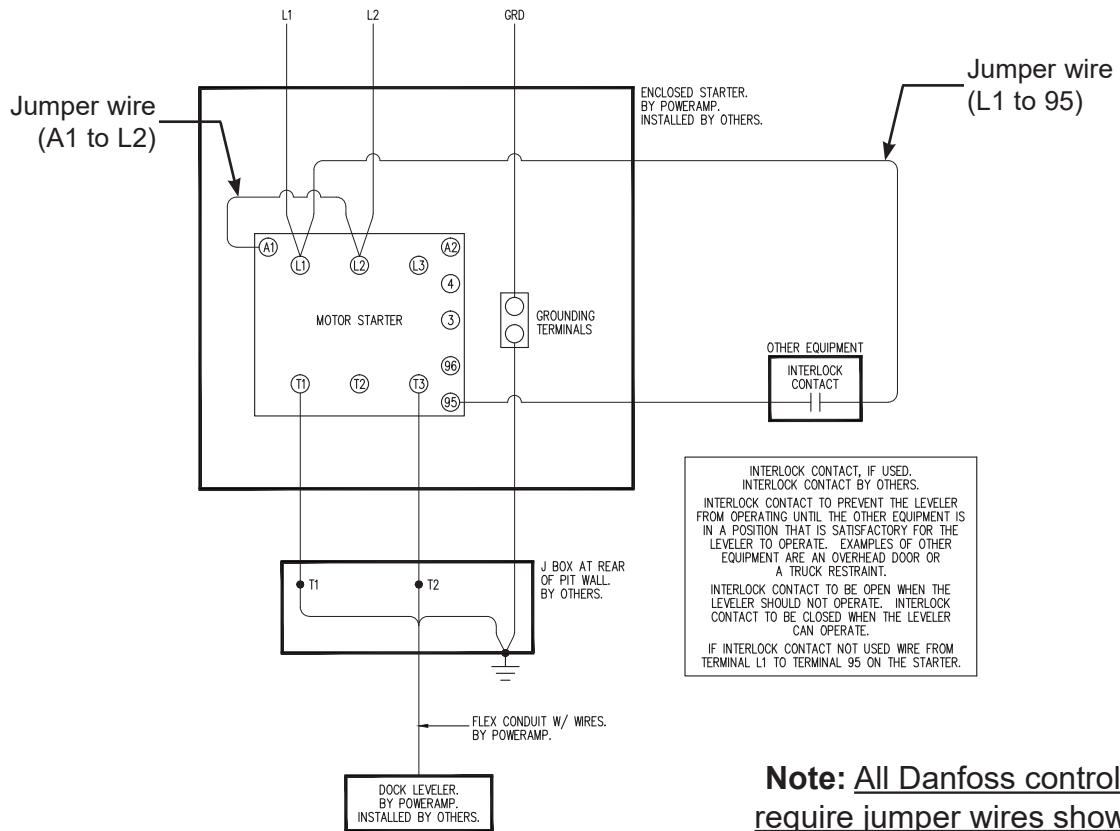 L1
L2
GRD
Jumper wire
(A1 to L2)
ENCLOSED STARTER.
BY POWERAMP.
INSTALLED BY OTHERS.
Jumper wire
(L1 to 95)
A1
L1
L2
L3
A2
4
3
96
95
MOTOR STARTER
T1
T2
T3
GROUNDING
TERMINALS
OTHER EQUIPMENT
INTERLOCK
CONTACT
INTERLOCK CONTACT, IF USED.
INTERLOCK CONTACT BY OTHERS.
INTERLOCK CONTACT TO PREVENT THE LEVELER
FROM OPERATING UNTIL THE OTHER EQUIPMENT IS
IN A POSITION THAT IS SATISFACTORY FOR THE
LEVELER TO OPERATE. EXAMPLES OF OTHER
EQUIPMENT ARE AN OVERHEAD DOOR OR
A TRUCK RESTRAINT.
INTERLOCK CONTACT TO BE OPEN WHEN THE
LEVELER SHOULD NOT OPERATE. INTERLOCK
CONTACT TO BE CLOSED WHEN THE LEVELER
CAN OPERATE.
IF INTERLOCK CONTACT NOT USED WIRE FROM
TERMINAL L1 TO TERMINAL 95 ON THE STARTER.
T1
T2
J BOX AT REAR
OF PIT WALL.
BY OTHERS.
FLEX CONDUIT W/ WIRES.
BY POWERAMP.
DOCK LEVELER.
BY POWERAMP.
INSTALLED BY OTHERS.
Note: All Danfoss control
require jumper wires